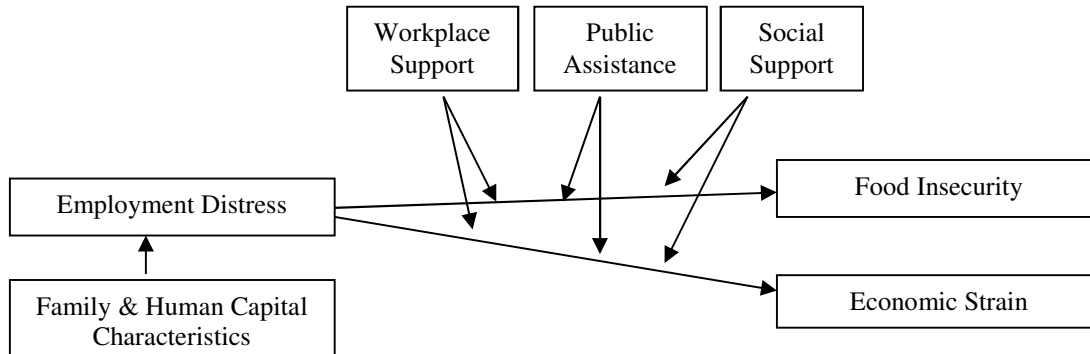 Workplace
Support
Public
Assistance
Social
Support
Employment Distress
Food Insecurity
Family & Human Capital
Characteristics
Economic Strain